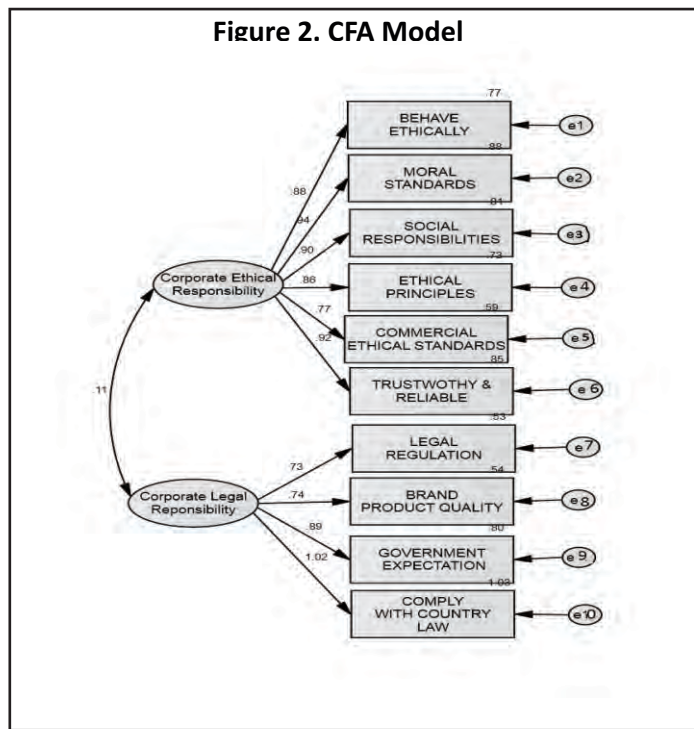 Figure 2. CFA Model
.77
BEHAVE
ETHICALLY
e1
.88
MORAL
STANDARDS
e2
.81
SOCIAL
RESPONSIBILITIES
e3
.73
ETHICAL
PRINCIPLES
e4
.59
COMMERCIAL
ETHICAL STANDARDS
e5
.85
TRUSTWOTHY &
RELIABLE
e6
.53
LEGAL
REGULATION
e7
.54
BRAND
PRODUCT QUALITY
e8
.80
GOVERNMENT
EXPECTATION
e9
1.03
COMPLY
WITH COUNTRY
LAW
e10
.88
.94
.90
.86
.77
.92
Corporate Ethical
Responsibility
.11
Corporate Legal
Reponsibility
.73
.74
.89
1.02